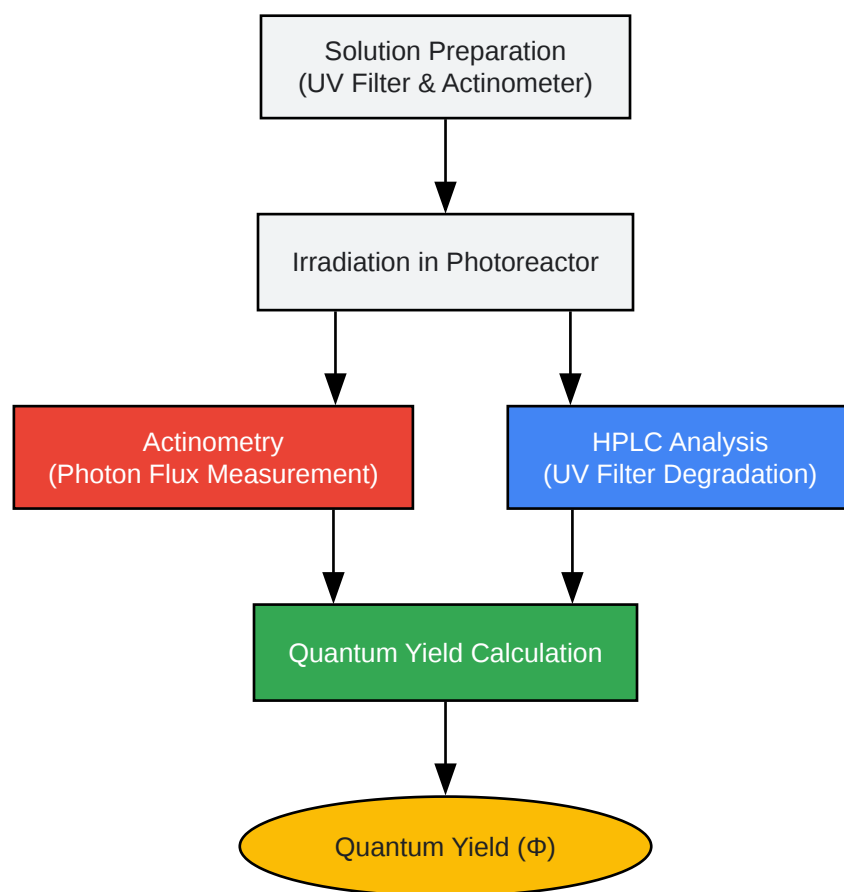 Solution Preparation
(UV Filter & Actinometer)
Irradiation in Photoreactor
Actinometry
(Photon Flux Measurement)
HPLC Analysis
(UV Filter Degradation)
Quantum Yield Calculation
Quantum Yield (Φ)